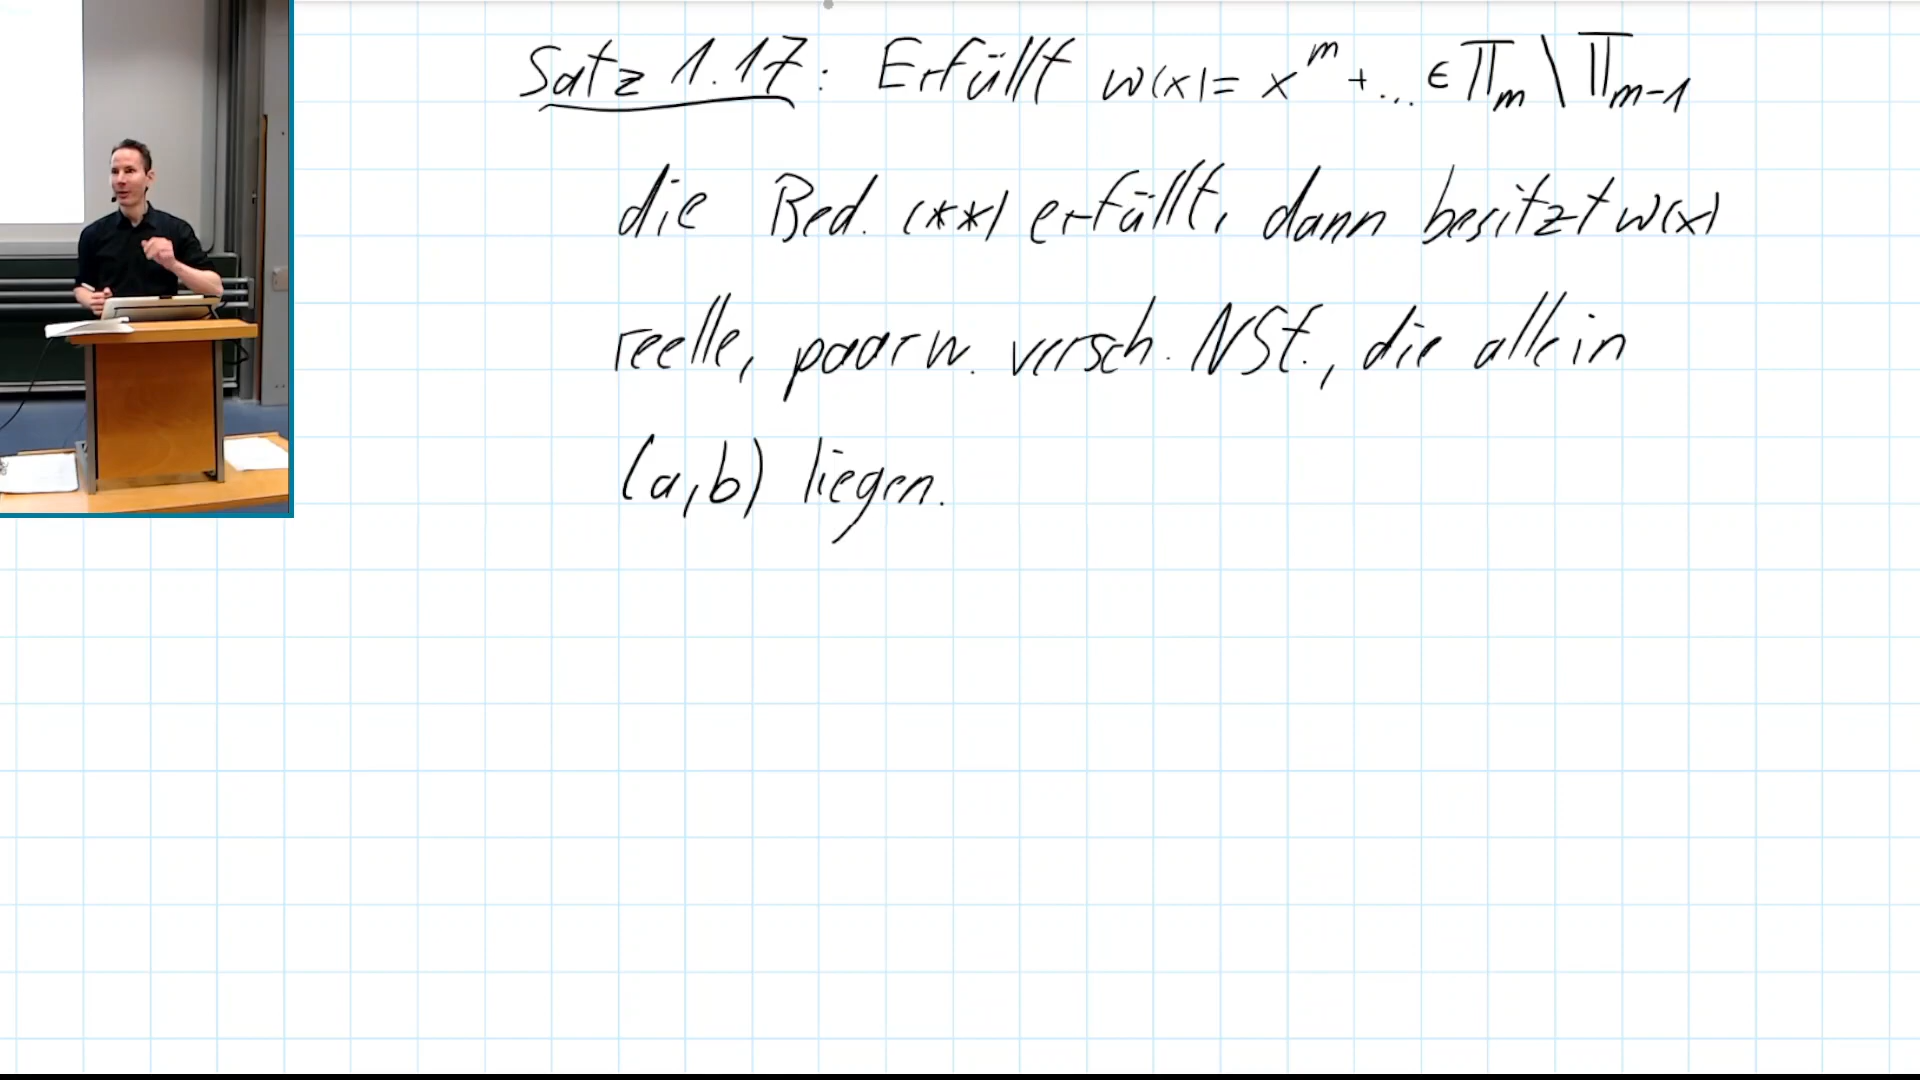 Satz 1.17: Erfüllt w(x) = x^m + ... ∈ Π_m \ Π_{m-1}
die Bed. (**) erfüllt, dann besitzt w(x)
reelle, paarw. versch. NSt., die alle in
(a,b) liegen.